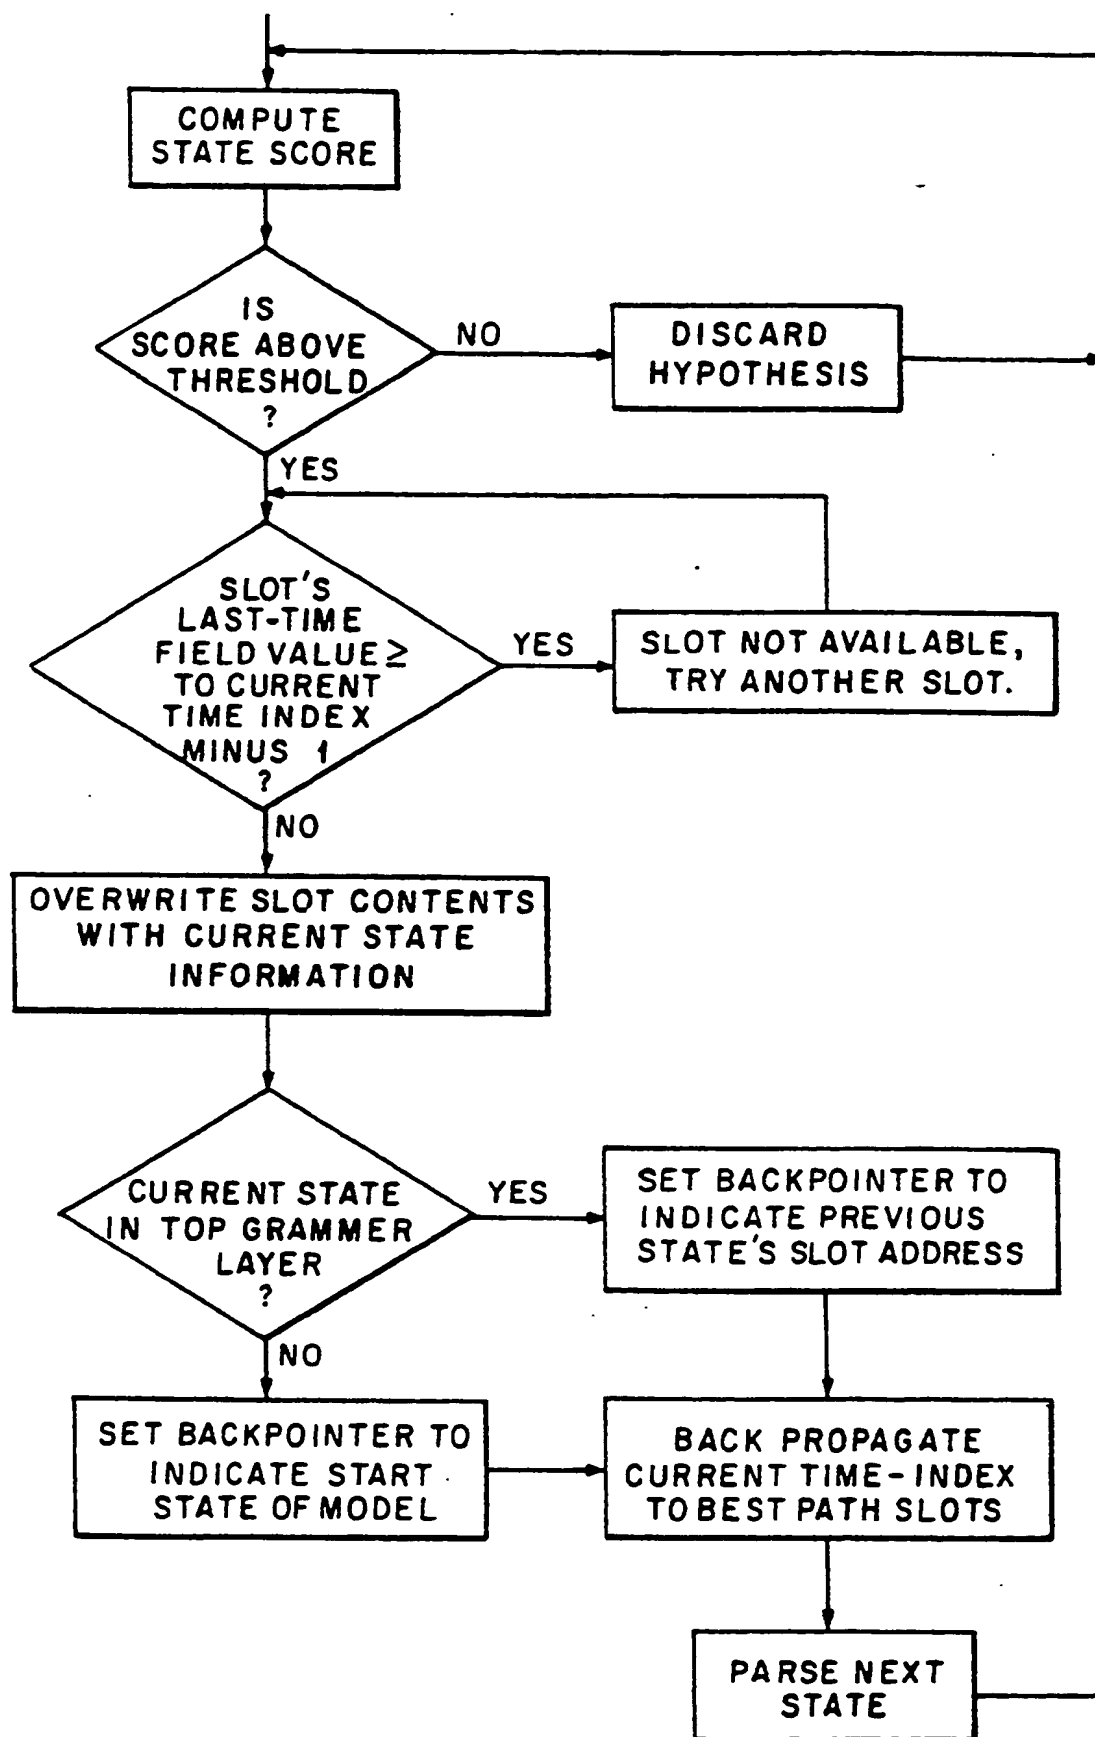 COMPUTE
STATE SCORE
IS
SCORE ABOVE
THRESHOLD
?
NO
DISCARD
HYPOTHESIS
YES
SLOT'S
LAST-TIME
FIELD VALUE ≥
TO CURRENT
TIME INDEX
MINUS 1
?
YES
SLOT NOT AVAILABLE,
TRY ANOTHER SLOT.
NO
OVERWRITE SLOT CONTENTS
WITH CURRENT STATE
INFORMATION
CURRENT STATE
IN TOP GRAMMER
LAYER
?
YES
SET BACKPOINTER TO
INDICATE PREVIOUS
STATE'S SLOT ADDRESS
NO
SET BACKPOINTER TO
INDICATE START
STATE OF MODEL
BACK PROPAGATE
CURRENT TIME-INDEX
TO BEST PATH SLOTS
PARSE NEXT
STATE